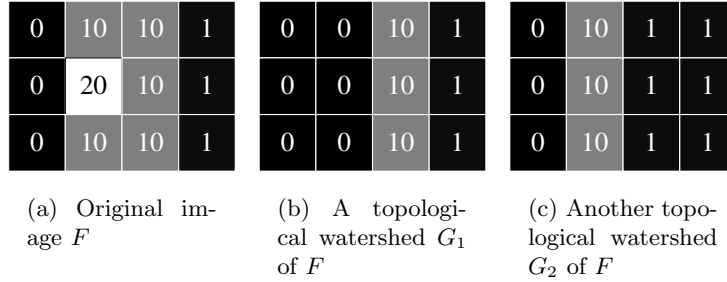 0 10 10 1 0 0 10 1 0 10 1 1
0 20 10 1 0 0 10 1 0 10 1 1
0 10 10 1 0 0 10 1 0 10 1 1
(a) Original im-
age F
(b) A topologi-
cal watershed G1
of F
(c) Another topo-
logical watershed
G2 of F